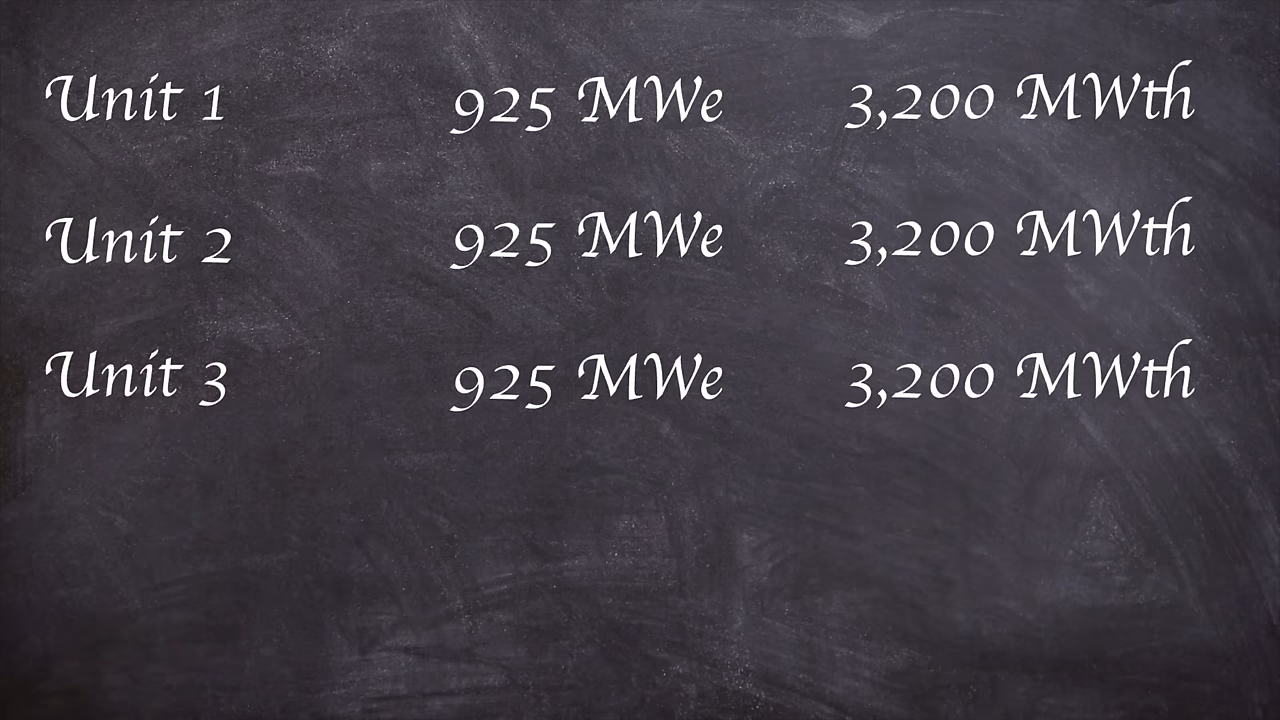 Unit 1 925 MWe 3,200 MWth
Unit 2 925 MWe 3,200 MWth
Unit 3 925 MWe 3,200 MWth